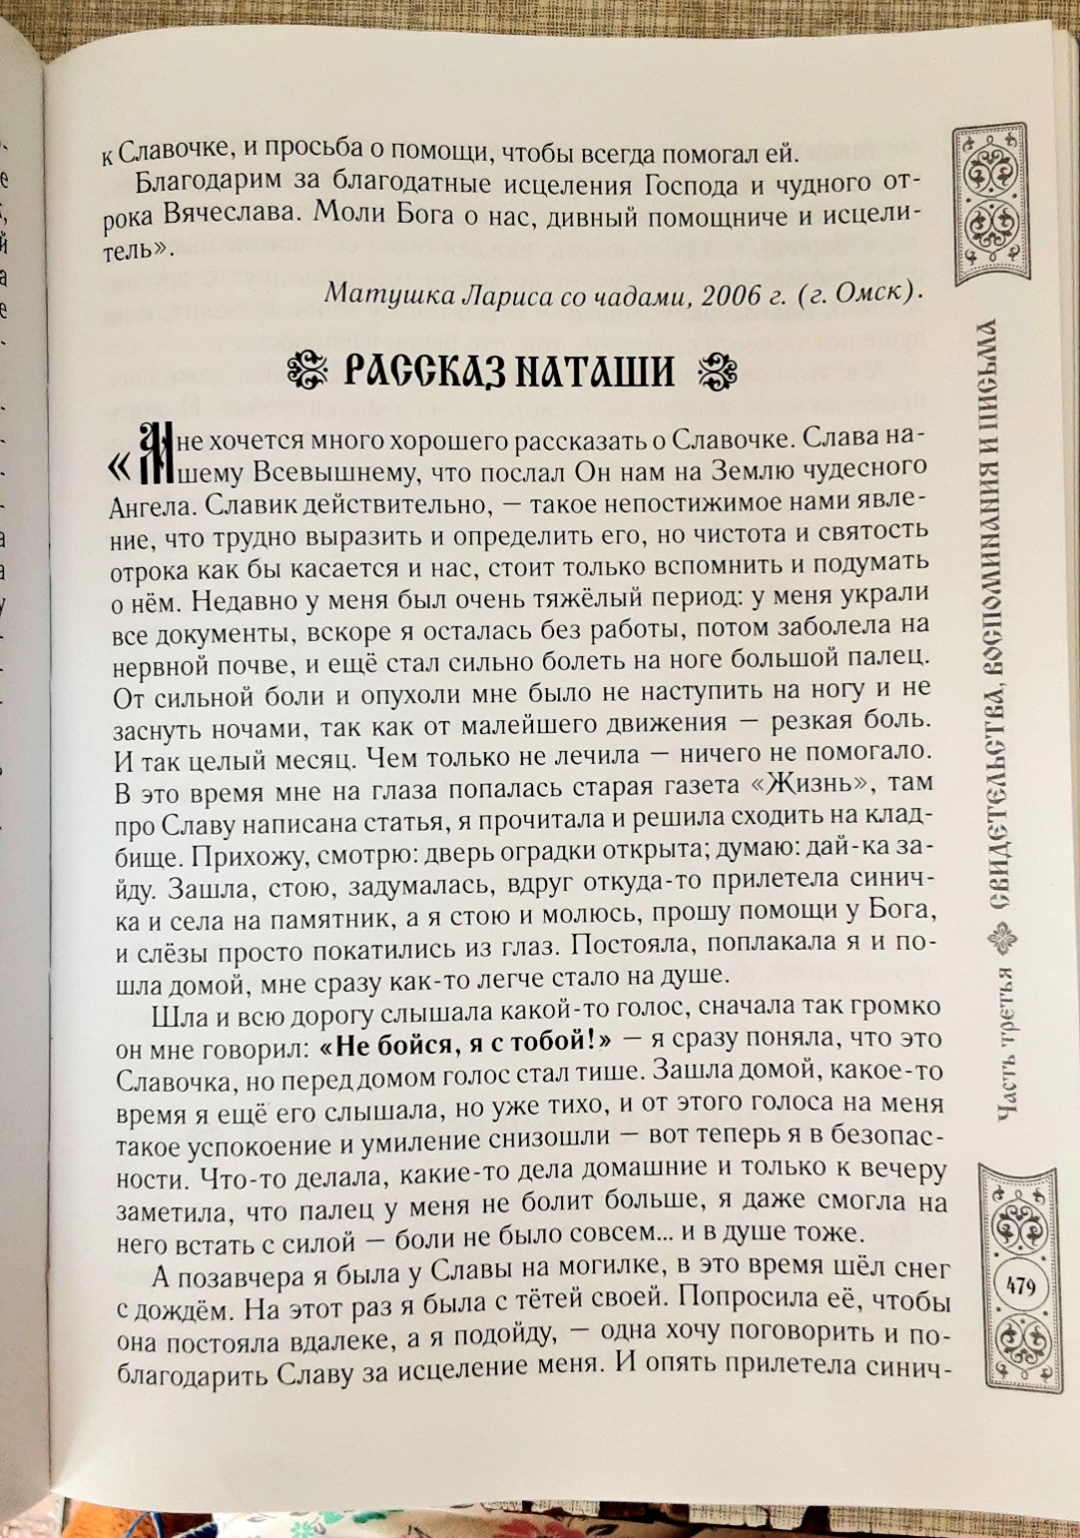 к Славочке, и просьба о помощи, чтобы всегда помогал ей.
Благодарим за благодатные исцеления Господа и чудного от-
рока Вячеслава. Моли Бога о нас, дивный помощниче и исцели-
тель».
Матушка Лариса со чадами, 2006 г. (г. Омск).
РАССКАЗ НАТАШИ
«Мне хочется много хорошего рассказать о Славочке. Слава на-
шему Всевышнему, что послал Он нам на Землю чудесного
Ангела. Славик действительно, — такое непостижимое нами явле-
ние, что трудно выразить и определить его, но чистота и святость
отрока как бы касается и нас, стоит только вспомнить и подумать
о нём. Недавно у меня был очень тяжёлый период: у меня украли
все документы, вскоре я осталась без работы, потом заболела на
нервной почве, и ещё стал сильно болеть на ноге большой палец.
От сильной боли и опухоли мне было не наступить на ногу и не
заснуть ночами, так как от малейшего движения — резкая боль.
И так целый месяц. Чем только не лечила — ничего не помогало.
В это время мне на глаза попалась старая газета «Жизнь», там
про Славу написана статья, я прочитала и решила сходить на клад-
бище. Прихожу, смотрю: дверь оградки открыта; думаю: дай-ка за-
йду. Зашла, стою, задумалась, вдруг откуда-то прилетела синич-
ка и села на памятник, а я стою и молюсь, прошу помощи у Бога,
и слёзы просто покатились из глаз. Постояла, поплакала я и по-
шла домой, мне сразу как-то легче стало на душе.
Шла и всю дорогу слышала какой-то голос, сначала так громко
он мне говорил: «Не бойся, я с тобой!» — я сразу поняла, что это
Славочка, но перед домом голос стал тише. Зашла домой, какое-то
время я ещё его слышала, но уже тихо, и от этого голоса на меня
такое успокоение и умиление снизошли — вот теперь я в безопас-
ности. Что-то делала, какие-то дела домашние и только к вечеру
заметила, что палец у меня не болит больше, я даже смогла на
него встать с силой — боли не было совсем... и в душе тоже.
А позавчера я была у Славы на могилке, в это время шёл снег
с дождём. На этот раз я была с тётей своей. Попросила её, чтобы
она постояла вдалеке, а я подойду, — одна хочу поговорить и по-
благодарить Славу за исцеление меня. И опять прилетела синич-
Часть третья СВИДЕТЕЛЬСТВА, ВОСПОМИНАНИЯ И ПИСЬМА
479